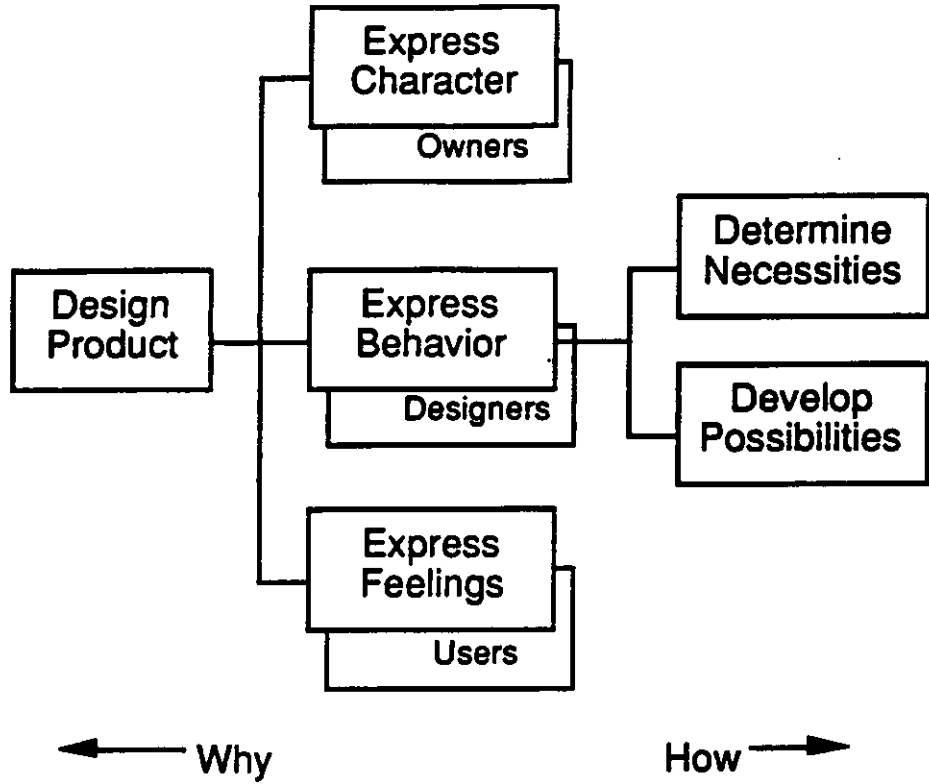 Express
Character
Owners
Design
Product
Express
Behavior
Designers
Determine
Necessities
Develop
Possibilities
Express
Feelings
Users
Why
How